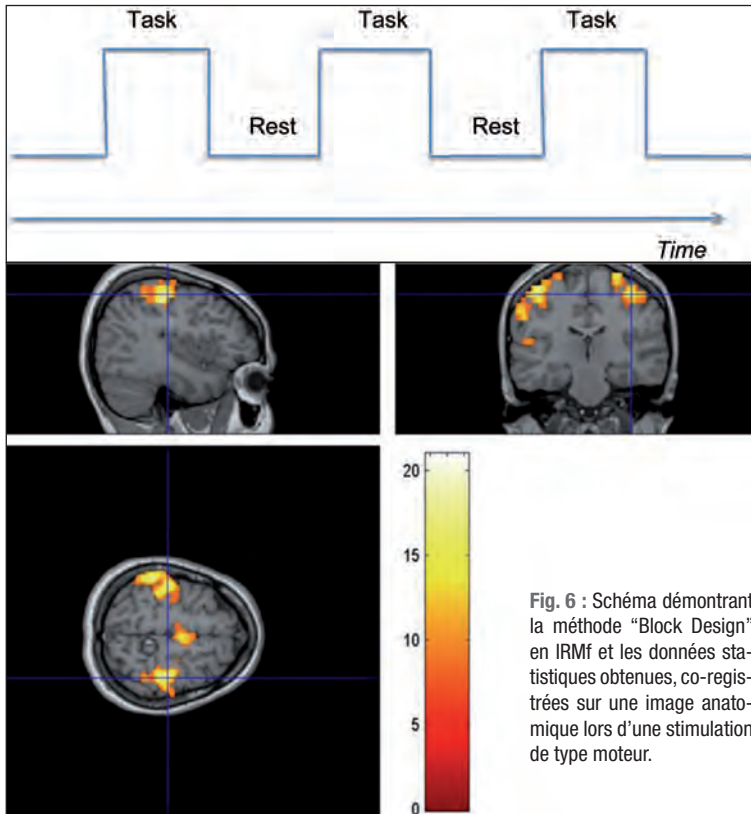 Task Task Task
Rest Rest
Time
20
15
10
5
0
Fig. 6 : Schéma démontrant
la méthode “Block Design”
en IRMf et les données sta-
tistiques obtenues, co-regis-
trées sur une image anato-
mique lors d’une stimulation
de type moteur.